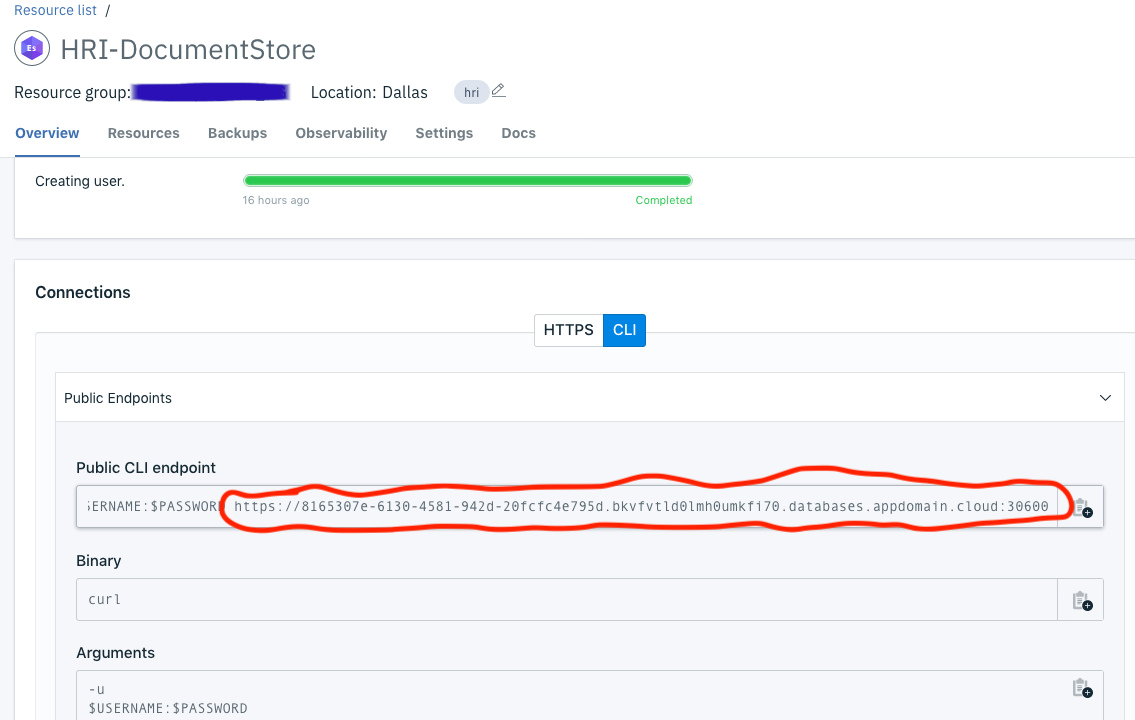 Resource list /
Es HRI-DocumentStore
Resource group: Location: Dallas hri
Overview Resources Backups Observability Settings Docs
Creating user.
16 hours ago Completed
Connections
HTTPS CLI
Public Endpoints
Public CLI endpoint
SERNAME:$PASSWORD https://8165307e-6130-4581-942d-20fcfc4e795d.bkvfvtld0lmh0umkfi70.databases.appdomain.cloud:30600
Binary
curl
Arguments
-u
$USERNAME:$PASSWORD